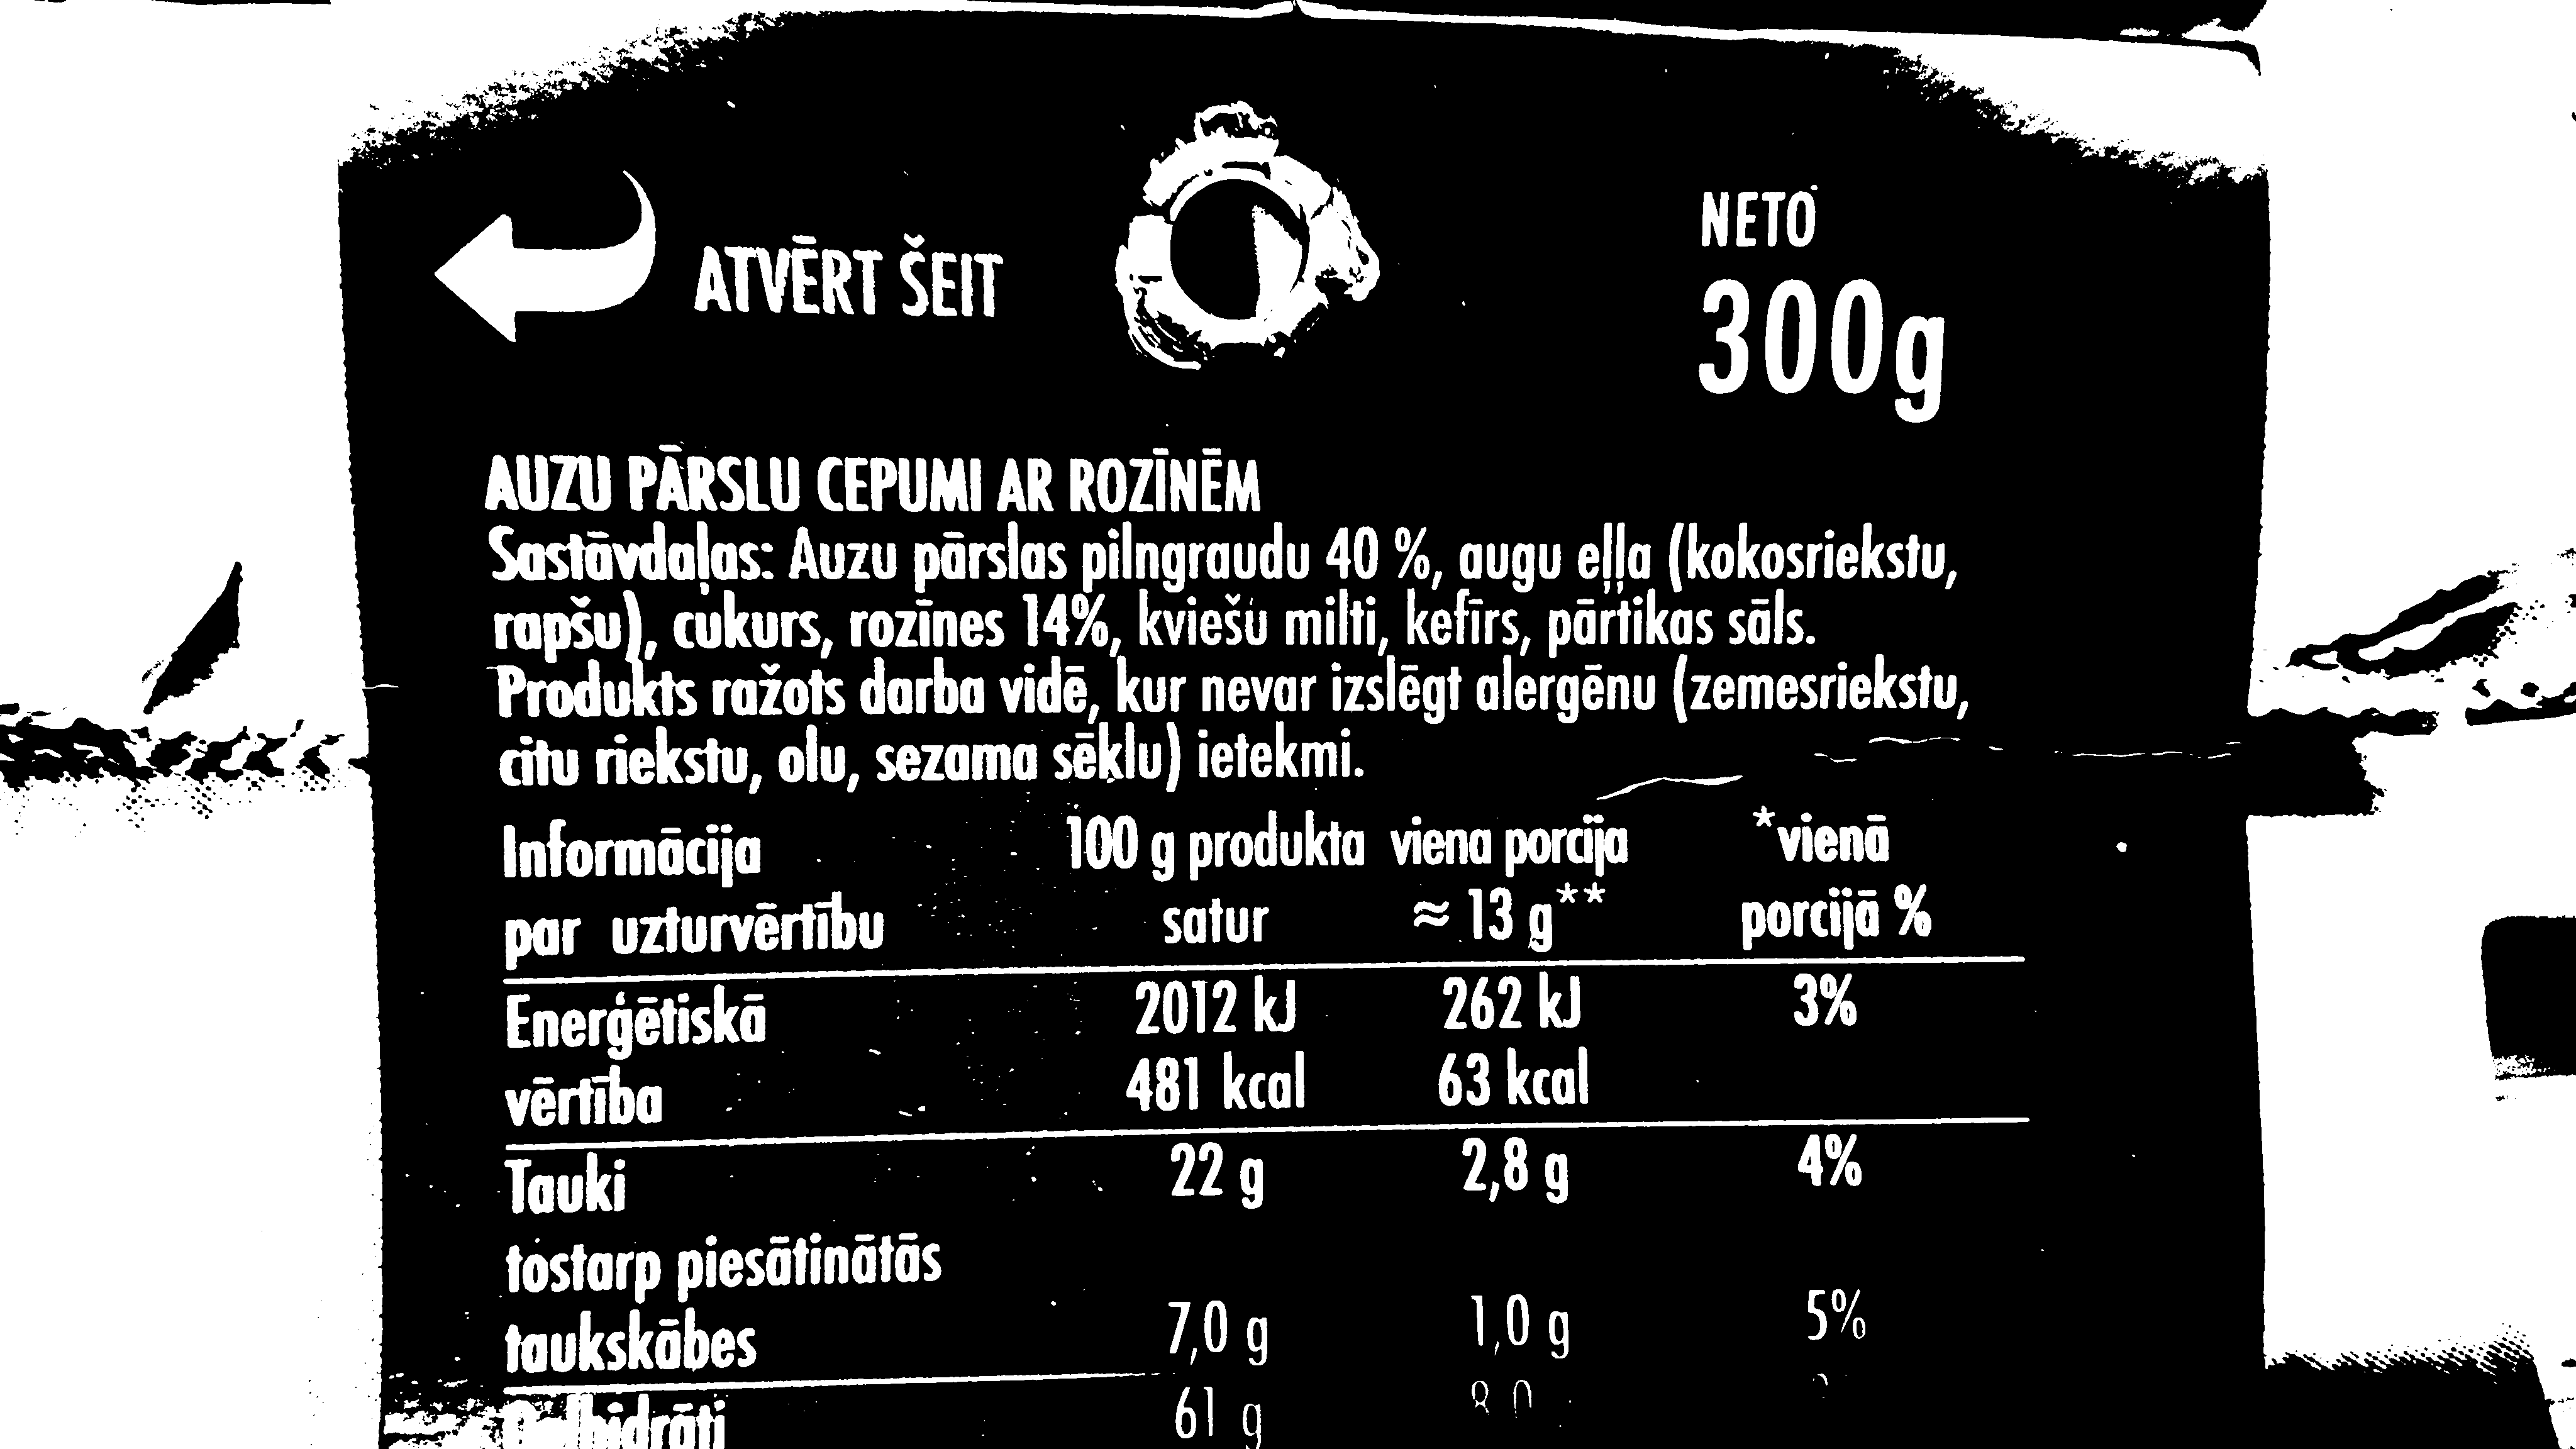 ATVĒRT ŠEIT
NETO
300g
AUZU PĀRSLU CEPUMI AR ROZĪNĒM
Sastāvdaļas: Auzu pārslas pilngraudu 40 %, augu eļļa (kokosriekstu,
rapšu), cukurs, rozīnes 14%, kviešu milti, kefīrs, pārtikas sāls.
Produkts ražots darba vidē, kur nevar izslēgt alergēnu (zemesriekstu,
citu riekstu, olu, sezama sēklu) ietekmi.
Informācija 100 g produkta viena porcija *vienā
par uzturvērtību satur ≈ 13 g** porcijā %
Enerģētiskā 2012 kJ 262 kJ 3%
vērtība 481 kcal 63 kcal
Tauki 22 g 2,8 g 4%
tostarp piesātinātās
taukskābes 7,0 g 1,0 g 5%
61 g